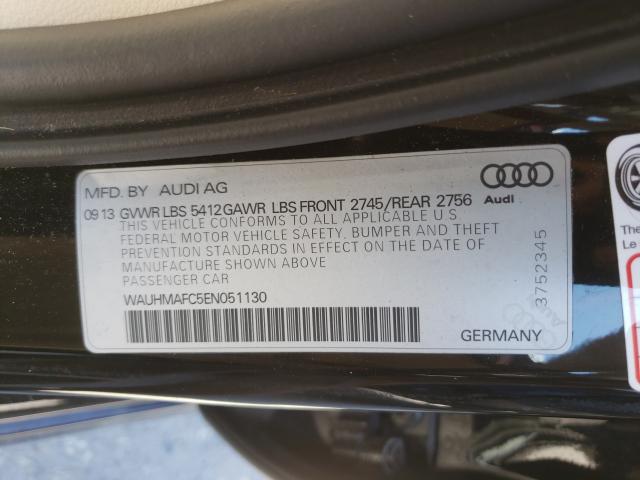 MFD. BY AUDI AG
Audi
09 13 GVWR LBS 5412 GAWR LBS FRONT 2745/REAR 2756
THIS VEHICLE CONFORMS TO ALL APPLICABLE U S
FEDERAL MOTOR VEHICLE SAFETY, BUMPER AND THEFT
PREVENTION STANDARDS IN EFFECT ON THE DATE OF
MANUFACTURE SHOWN ABOVE
PASSENGER CAR
WAUHMAFC5EN051130
GERMANY
3752345
The
Le